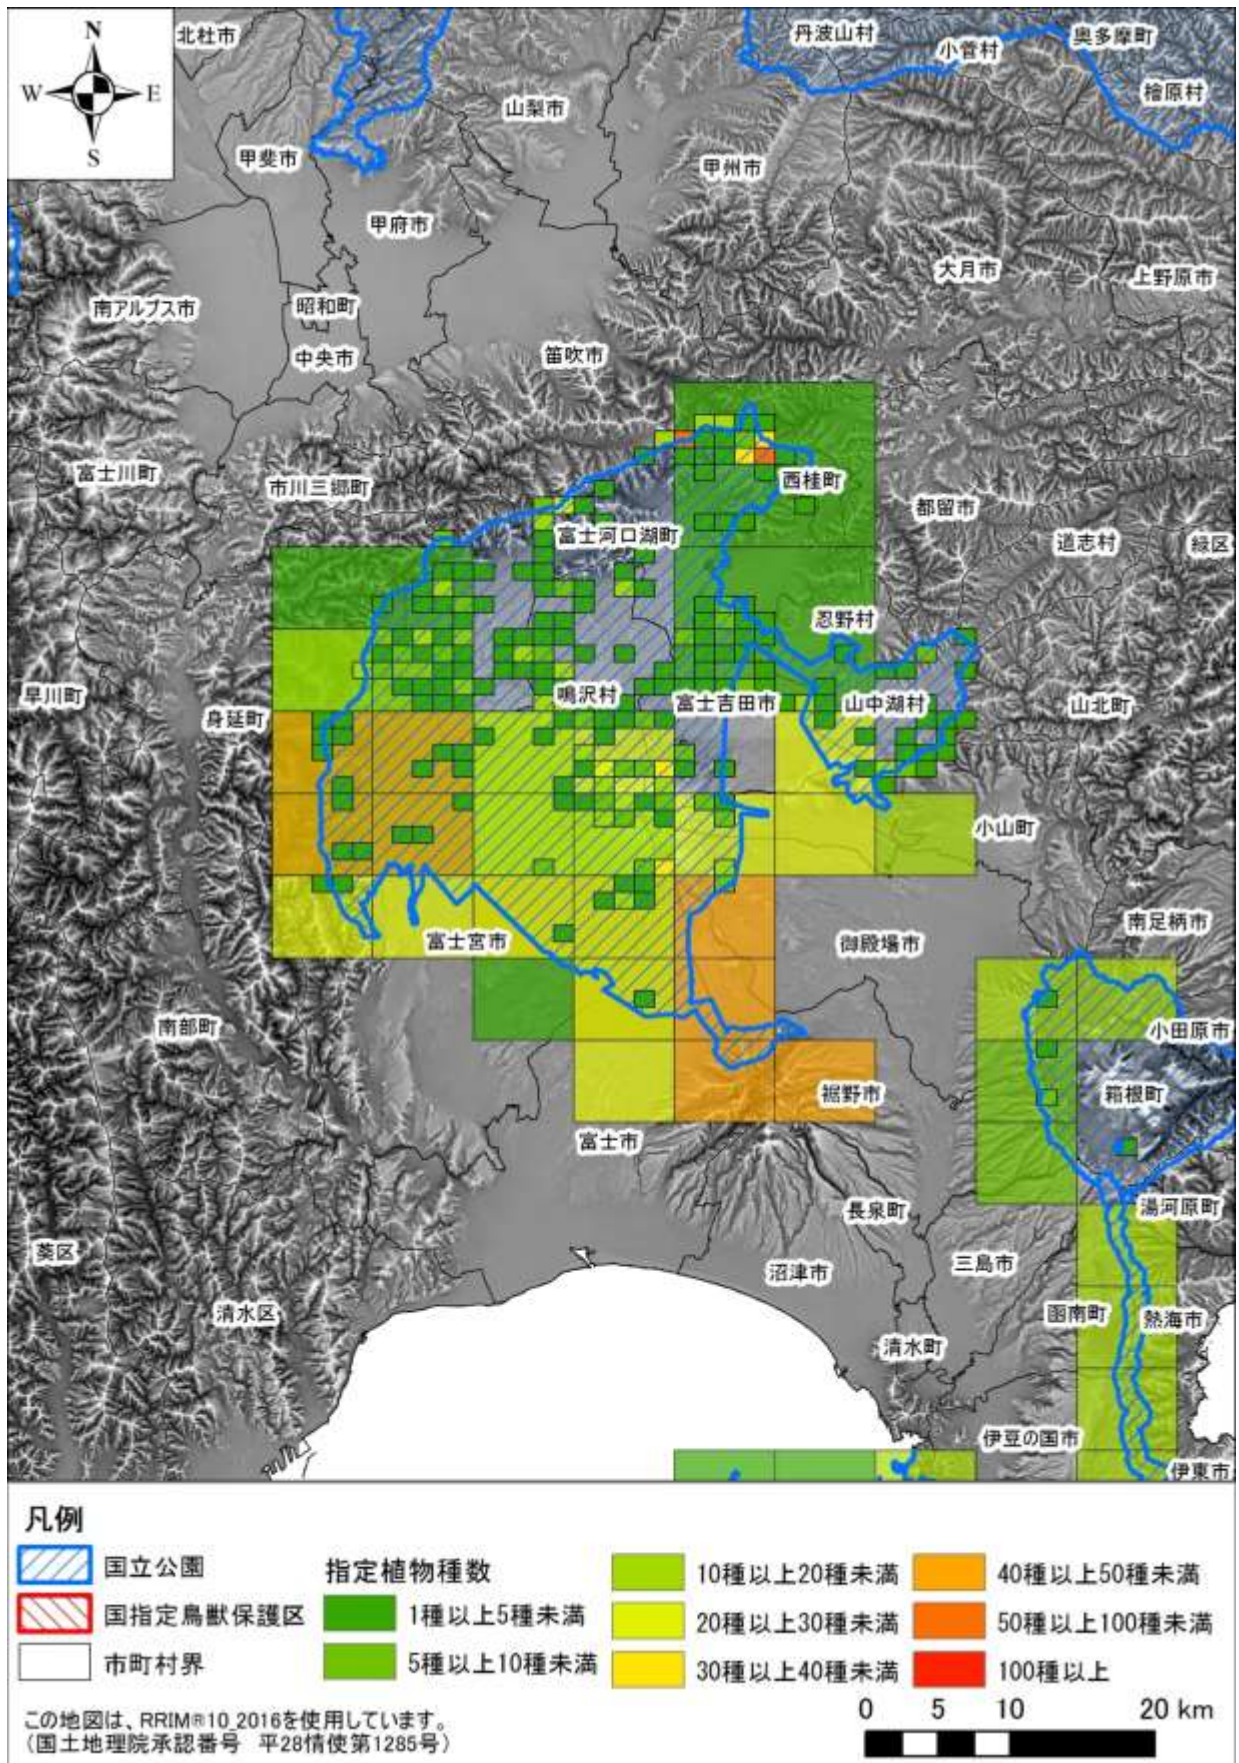 N
W E
S
北杜市
丹波山村
小菅村
奥多摩町
檜原村
山梨市
甲斐市
甲州市
甲府市
大月市
上野原市
南アルプス市
昭和町
中央市
笛吹市
富士川町
市川三郷町
西桂町
都留市
富士河口湖町
道志村
緑区
忍野村
早川町
身延町
鳴沢村
富士吉田市
山中湖村
山北町
小山町
南足柄市
富士宮市
御殿場市
南部町
小田原市
箱根町
裾野市
富士市
湯河原町
長泉町
葵区
沼津市
三島市
清水区
函南町
熱海市
清水町
伊豆の国市
伊東市
凡例
国立公園
国指定鳥獣保護区
市町村界
指定植物種数
1種以上5種未満
5種以上10種未満
10種以上20種未満
20種以上30種未満
30種以上40種未満
40種以上50種未満
50種以上100種未満
100種以上
この地図は、RRIM®10_2016を使用しています。
（国土地理院承認番号 平28情使第1285号）
0 5 10 20 km